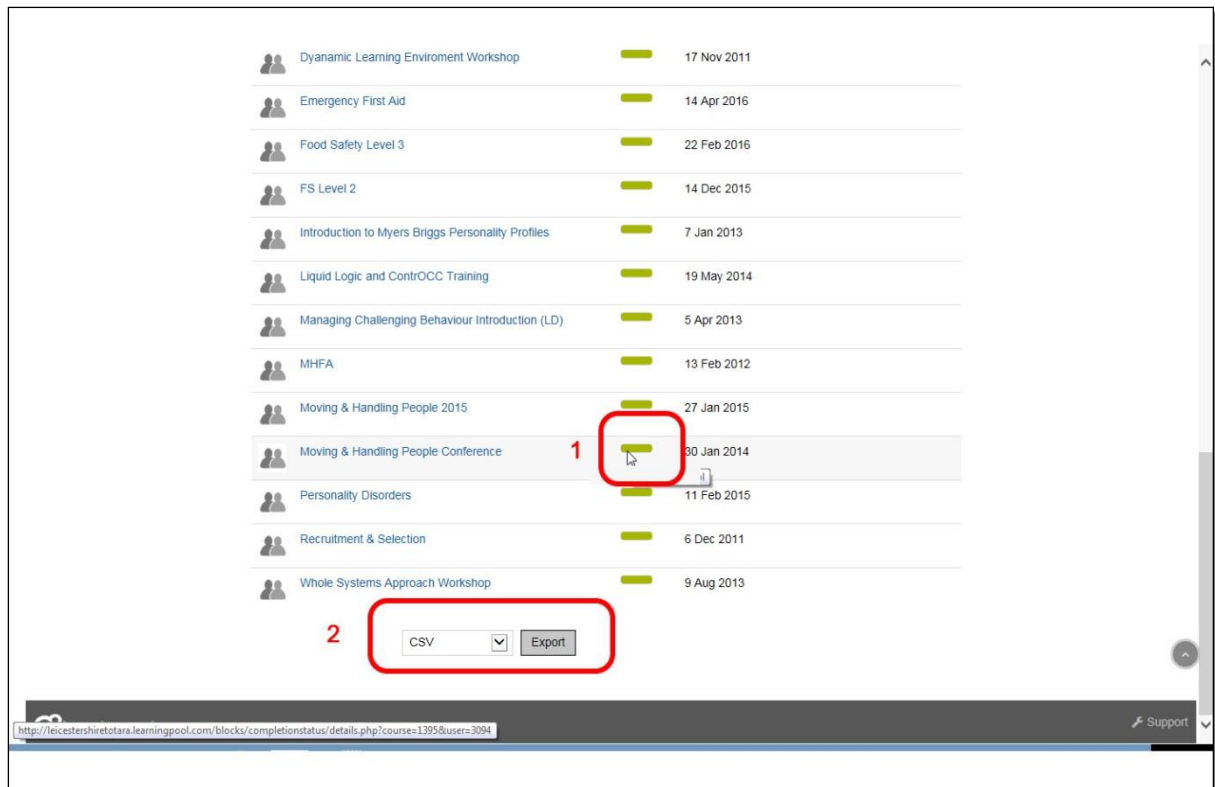 Dyanamic Learning Enviroment Workshop 17 Nov 2011
Emergency First Aid 14 Apr 2016
Food Safety Level 3 22 Feb 2016
FS Level 2 14 Dec 2015
Introduction to Myers Briggs Personality Profiles 7 Jan 2013
Liquid Logic and ContrOCC Training 19 May 2014
Managing Challenging Behaviour Introduction (LD) 5 Apr 2013
MHFA 13 Feb 2012
Moving & Handling People 2015 27 Jan 2015
Moving & Handling People Conference 1 30 Jan 2014
Personality Disorders 11 Feb 2015
Recruitment & Selection 6 Dec 2011
Whole Systems Approach Workshop 9 Aug 2013
2 CSV Export
Support
http://leicestershiretotara.learningpool.com/blocks/completionstatus/details.php?course=1395&user=3094